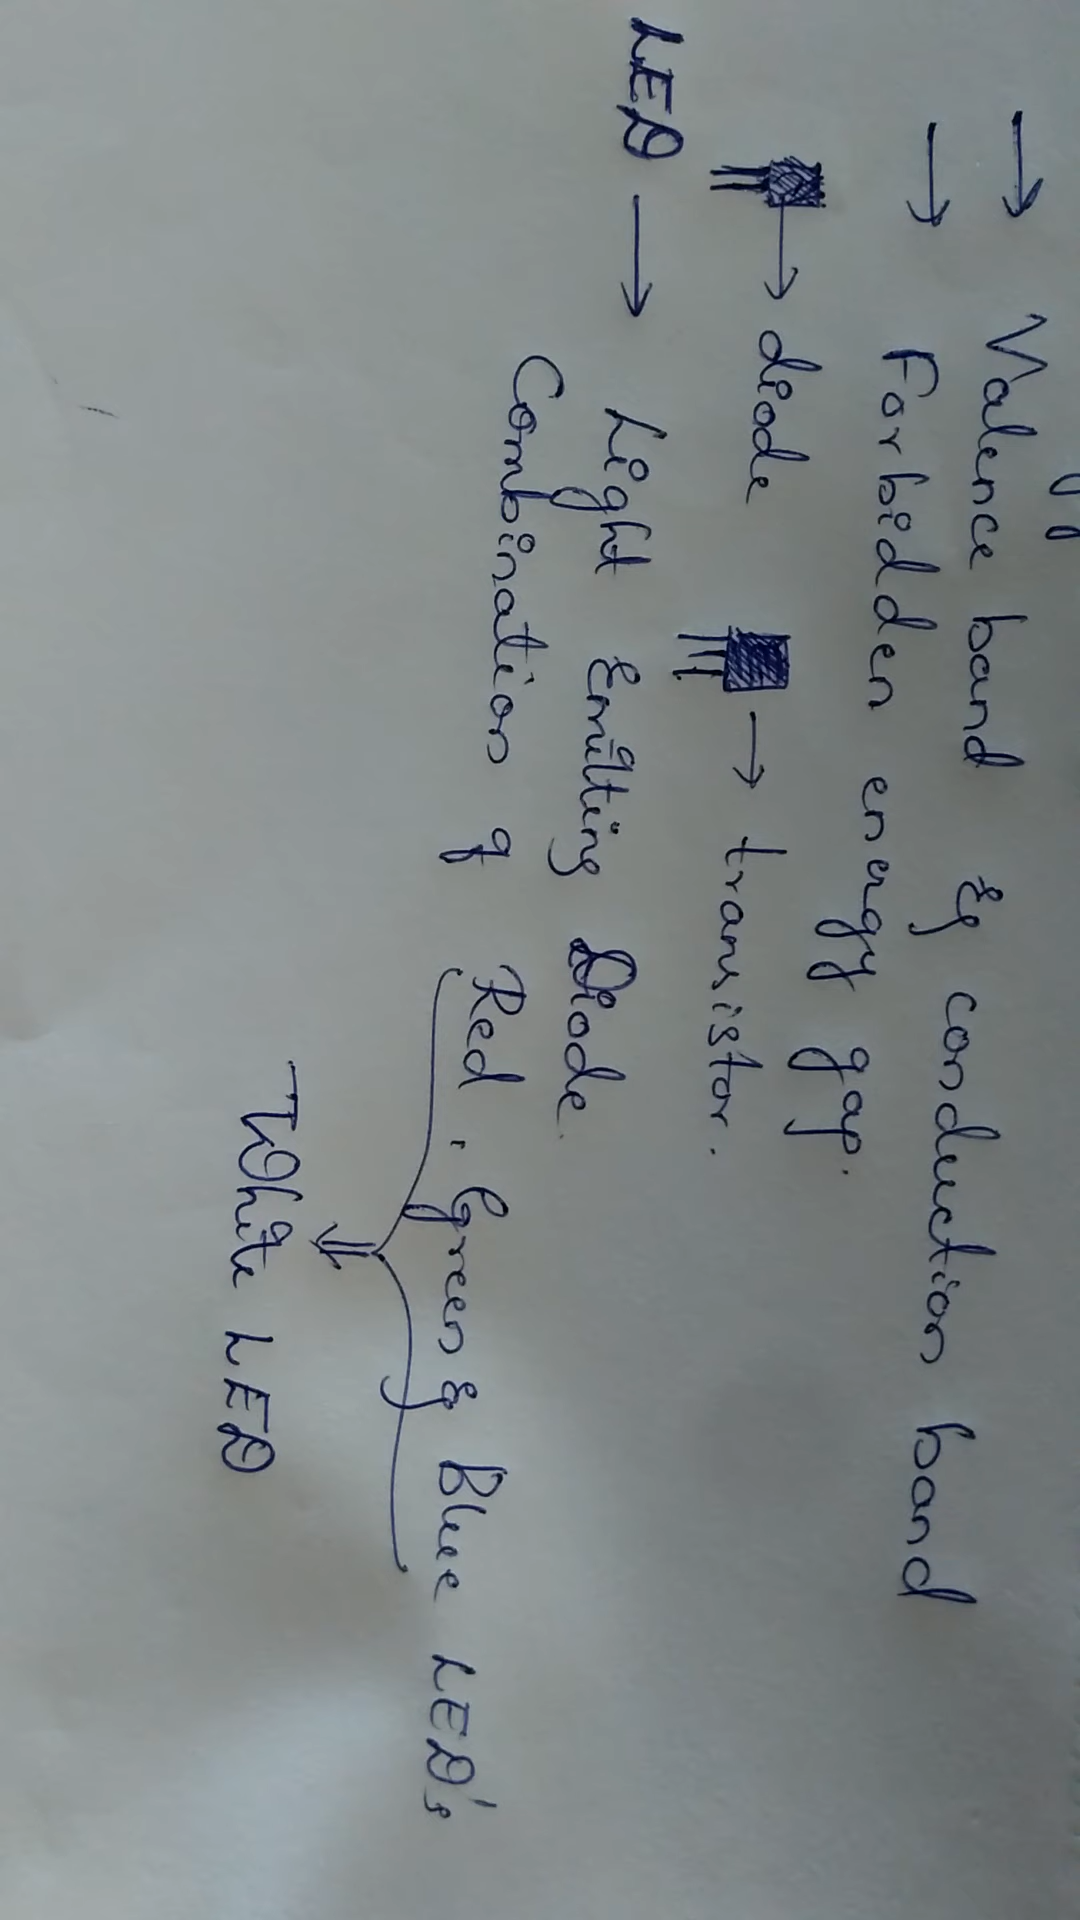 → Valence band & conduction band
→ Forbidden energy gap.
→ diode → transistor.
LED → Light Emitting Diode.
Combination of Red, Green & Blue LED's
⇓
White LED